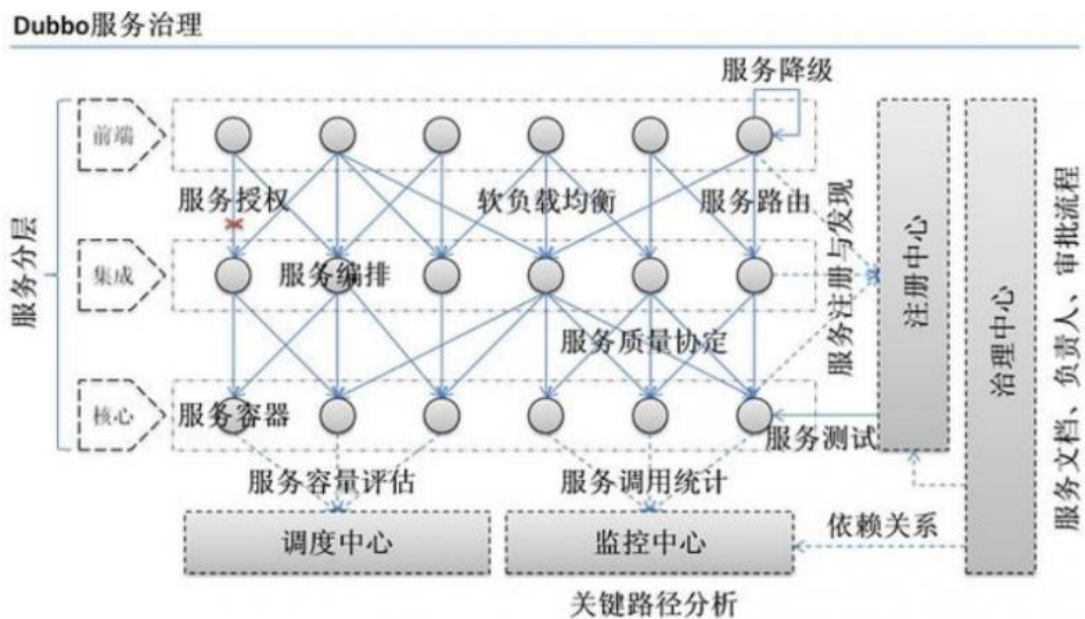 Dubbo服务治理
服务降级
前端
服务授权
软负载均衡
服务路由
服务分层
集成
服务编排
服务注册与发现
注册中心
治理中心
服务文档、负责人、审批流程
服务质量协定
核心
服务容器
服务测试
服务容量评估
服务调用统计
调度中心
监控中心
依赖关系
关键路径分析